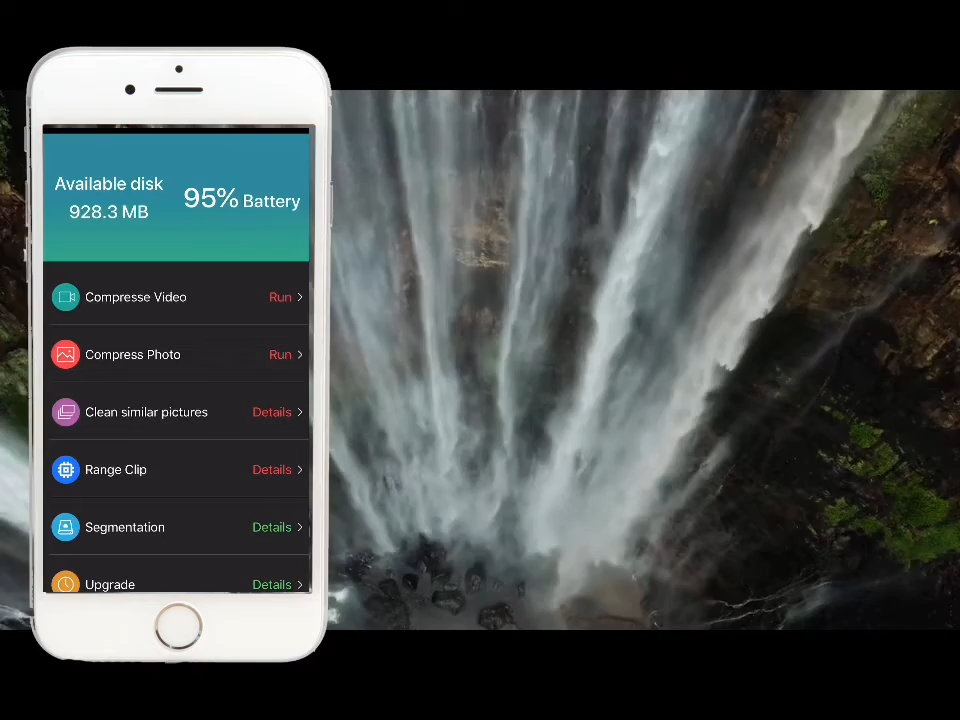 Available disk
928.3 MB
95% Battery
Compresse Video Run
Compress Photo Run
Clean similar pictures Details
Range Clip Details
Segmentation Details
Upgrade Details